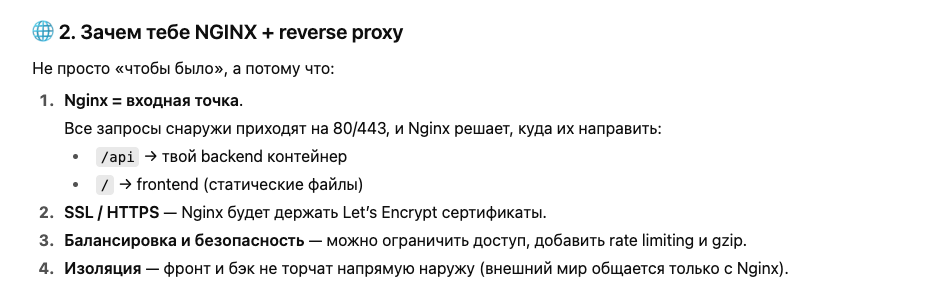 🌐 2. Зачем тебе NGINX + reverse proxy
Не просто «чтобы было», а потому что:
1. Nginx = входная точка.
Все запросы снаружи приходят на 80/443, и Nginx решает, куда их направить:
• /api → твой backend контейнер
• / → frontend (статические файлы)
2. SSL / HTTPS — Nginx будет держать Let’s Encrypt сертификаты.
3. Балансировка и безопасность — можно ограничить доступ, добавить rate limiting и gzip.
4. Изоляция — фронт и бэк не торчат напрямую наружу (внешний мир общается только с Nginx).